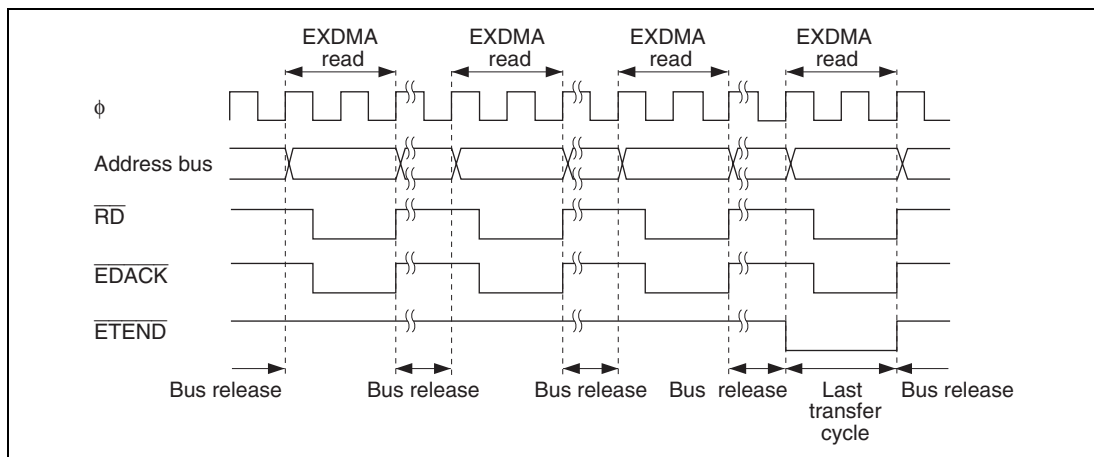 EXDMA read EXDMA read EXDMA read EXDMA read
ϕ
Address bus
RD
EDACK
ETEND
Bus release Bus release Bus release Bus release Last transfer cycle Bus release